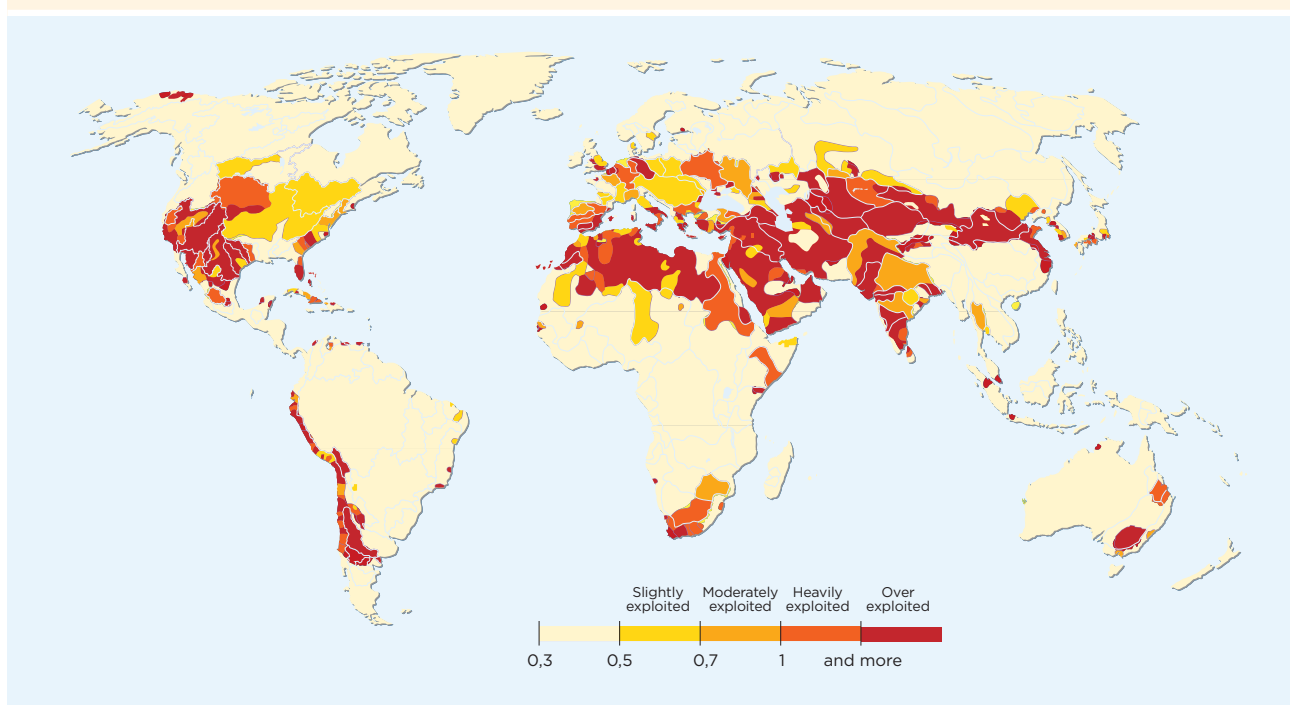 Slightly
exploited
Moderately
exploited
Heavily
exploited
Over
exploited
0,3
0,5
0,7
1
and more